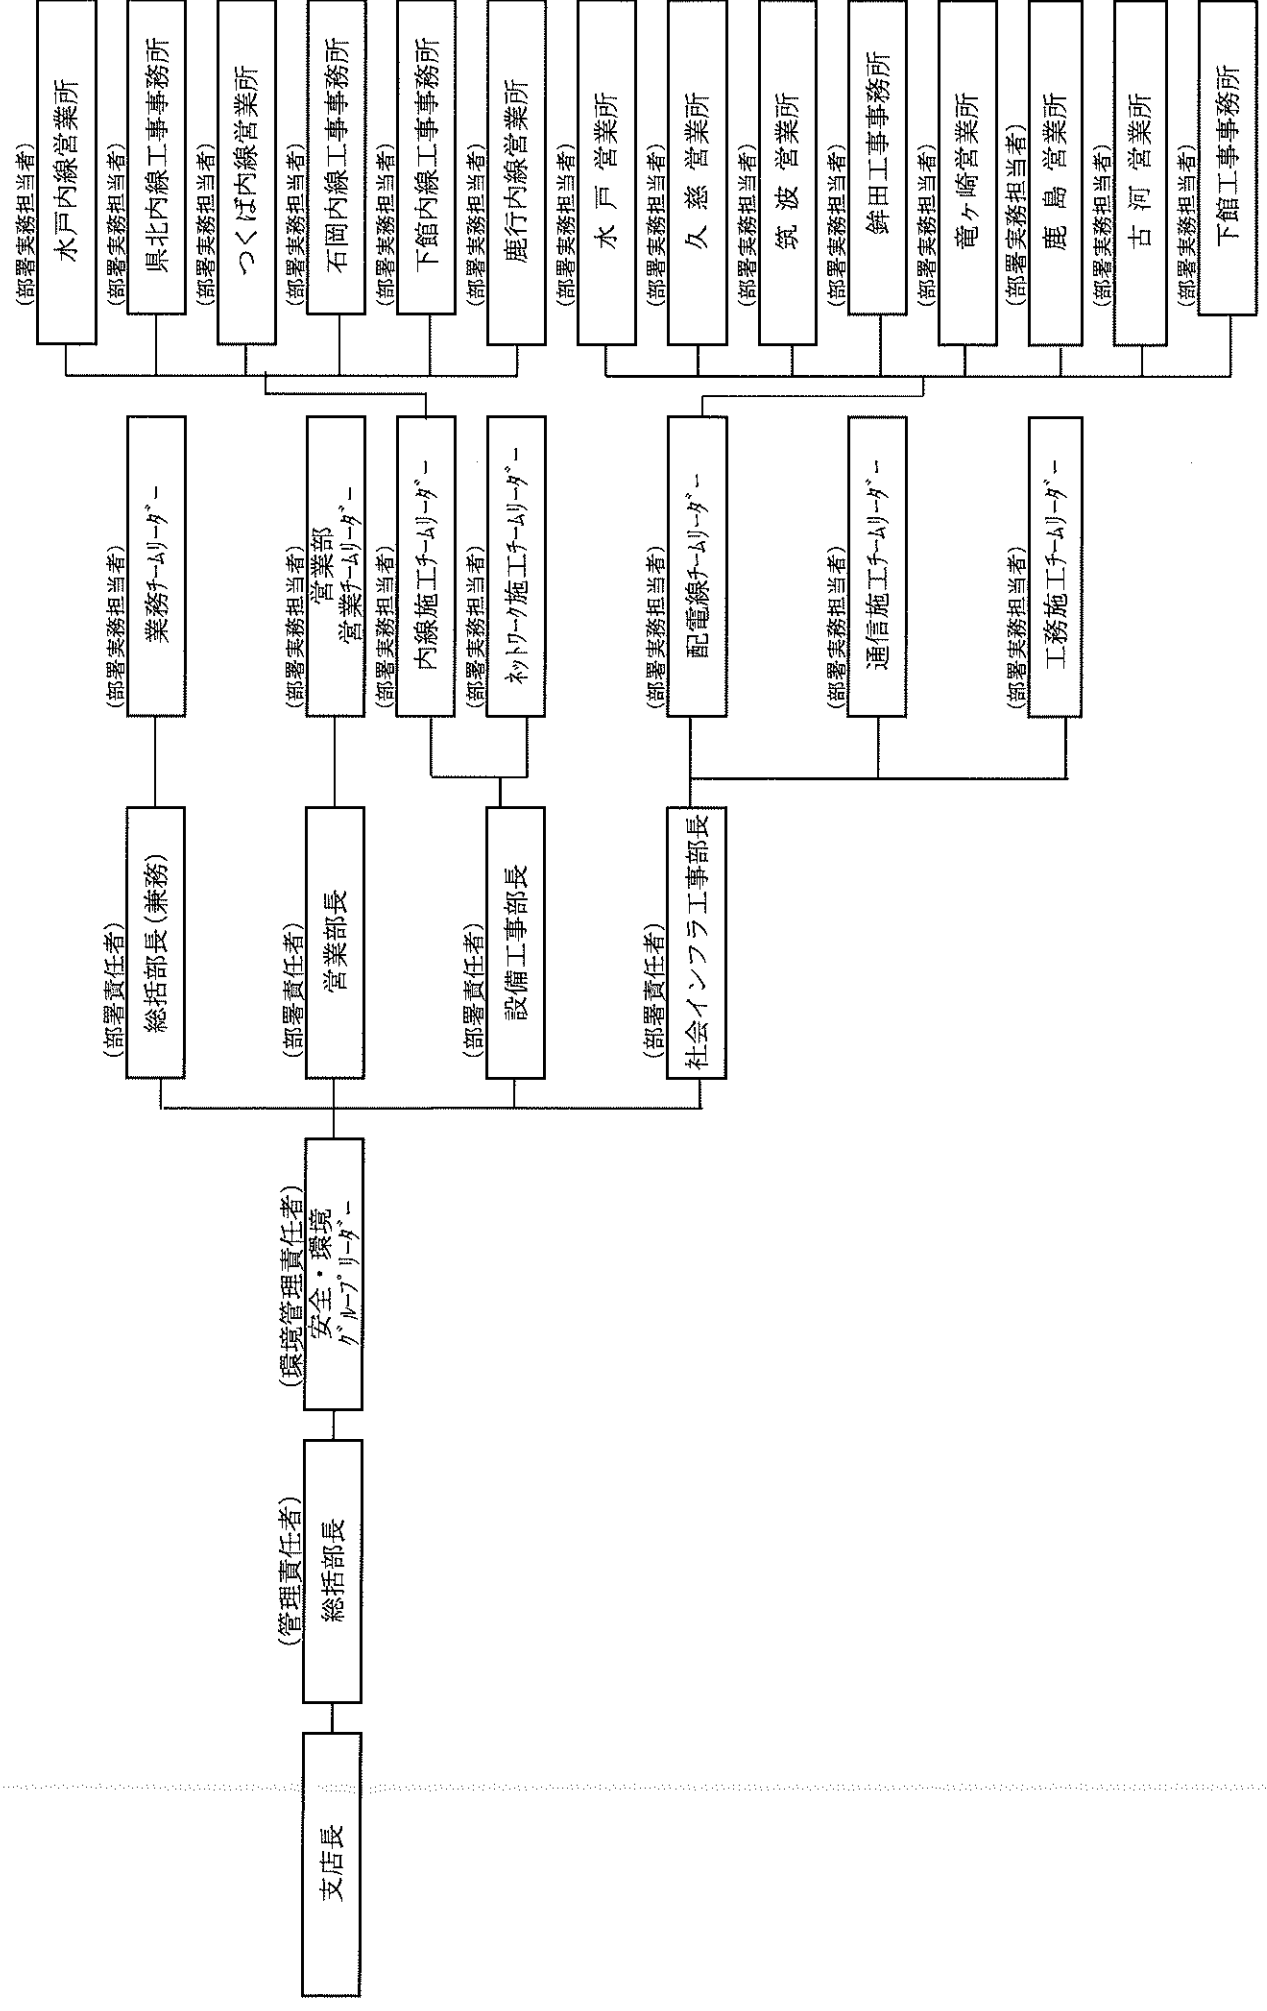 支店長
(管理責任者)
総括部長
(環境管理責任者)
安全・環境
グループリーダー
(部署責任者)
総括部長(兼務)
(部署責任者)
営業部長
(部署責任者)
設備工事部長
(部署責任者)
社会インフラ工事部長
(部署実務担当者)
業務チームリーダー
(部署実務担当者)
営業部
営業チームリーダー
(部署実務担当者)
内線施工チームリーダー
(部署実務担当者)
ネットワーク施工チームリーダー
(部署実務担当者)
配電線チームリーダー
(部署実務担当者)
通信施工チームリーダー
(部署実務担当者)
工務施工チームリーダー
(部署実務担当者)
水戸内線営業所
(部署実務担当者)
県北内線工事事務所
(部署実務担当者)
つくば内線営業所
(部署実務担当者)
石岡内線工事事務所
(部署実務担当者)
下館内線工事事務所
(部署実務担当者)
鹿行内線営業所
(部署実務担当者)
水 戸 営業所
(部署実務担当者)
久 慈 営業所
(部署実務担当者)
筑 波 営業所
(部署実務担当者)
鉾田工事事務所
(部署実務担当者)
竜ヶ崎営業所
(部署実務担当者)
鹿 島 営業所
(部署実務担当者)
古 河 営業所
(部署実務担当者)
下館工事事務所